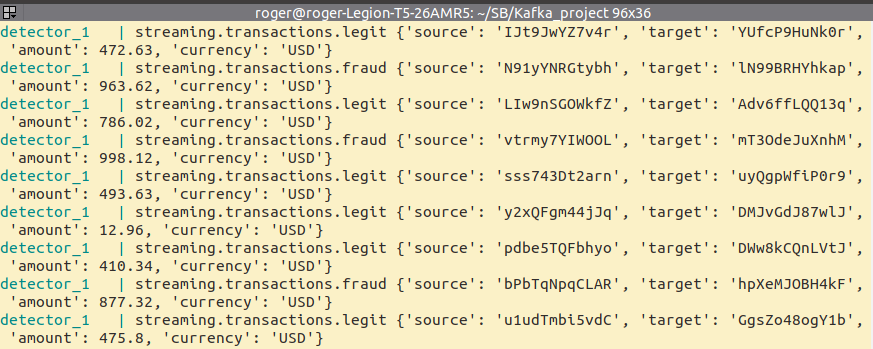 roger@roger-Legion-T5-26AMR5: ~/SB/Kafka_project 96x36
detector_1   | streaming.transactions.legit {'source': 'IJt9JwYZ7v4r', 'target': 'YUfcP9HuNk0r',
'amount': 472.63, 'currency': 'USD'}
detector_1   | streaming.transactions.fraud {'source': 'N91yYNRGtybh', 'target': 'lN99BRHYhkap',
'amount': 963.62, 'currency': 'USD'}
detector_1   | streaming.transactions.legit {'source': 'LIw9nSGOWkfZ', 'target': 'Adv6ffLQQ13q',
'amount': 786.02, 'currency': 'USD'}
detector_1   | streaming.transactions.fraud {'source': 'vtrmy7YIWOOL', 'target': 'mT3OdeJuXnhM',
'amount': 998.12, 'currency': 'USD'}
detector_1   | streaming.transactions.legit {'source': 'sss743Dt2arn', 'target': 'uyQgpWfiP0r9',
'amount': 493.63, 'currency': 'USD'}
detector_1   | streaming.transactions.legit {'source': 'y2xQFgm44jJq', 'target': 'DMJvGdJ87wlJ',
'amount': 12.96, 'currency': 'USD'}
detector_1   | streaming.transactions.legit {'source': 'pdbe5TQFbhyo', 'target': 'DWw8kCQnLVtJ',
'amount': 410.34, 'currency': 'USD'}
detector_1   | streaming.transactions.fraud {'source': 'bPbTqNpqCLAR', 'target': 'hpXeMJOBH4kF',
'amount': 877.32, 'currency': 'USD'}
detector_1   | streaming.transactions.legit {'source': 'u1udTmbi5vdC', 'target': 'GgsZo48ogY1b',
'amount': 475.8, 'currency': 'USD'}